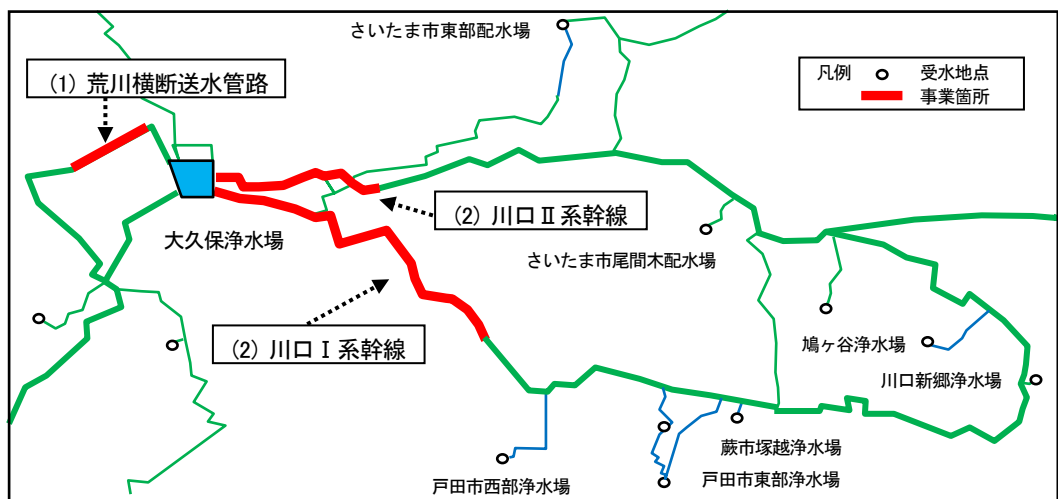 さいたま市東部配水場
凡例 受水地点
事業箇所
(1) 荒川横断送水管路
(2) 川口Ⅱ系幹線
大久保浄水場
さいたま市尾間木配水場
(2) 川口Ⅰ系幹線
鳩ヶ谷浄水場
川口新郷浄水場
蕨市塚越浄水場
戸田市西部浄水場
戸田市東部浄水場